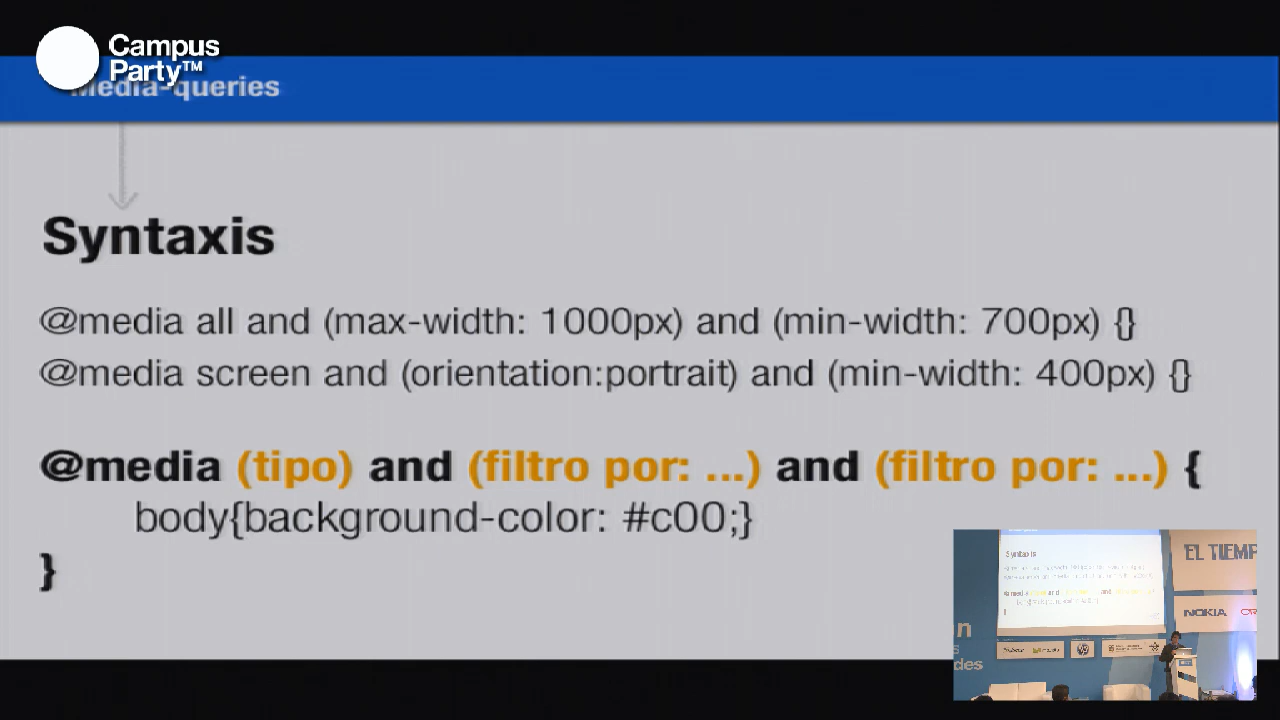 Campus
Party™
Media-queries
Syntaxis
@media all and (max-width: 1000px) and (min-width: 700px) {}
@media screen and (orientation:portrait) and (min-width: 400px) {}
@media (tipo) and (filtro por: ...) and (filtro por: ...) {
body{background-color: #c00;}
}
Syntaxis
EL TIEMP
NOKIA
n
s
des